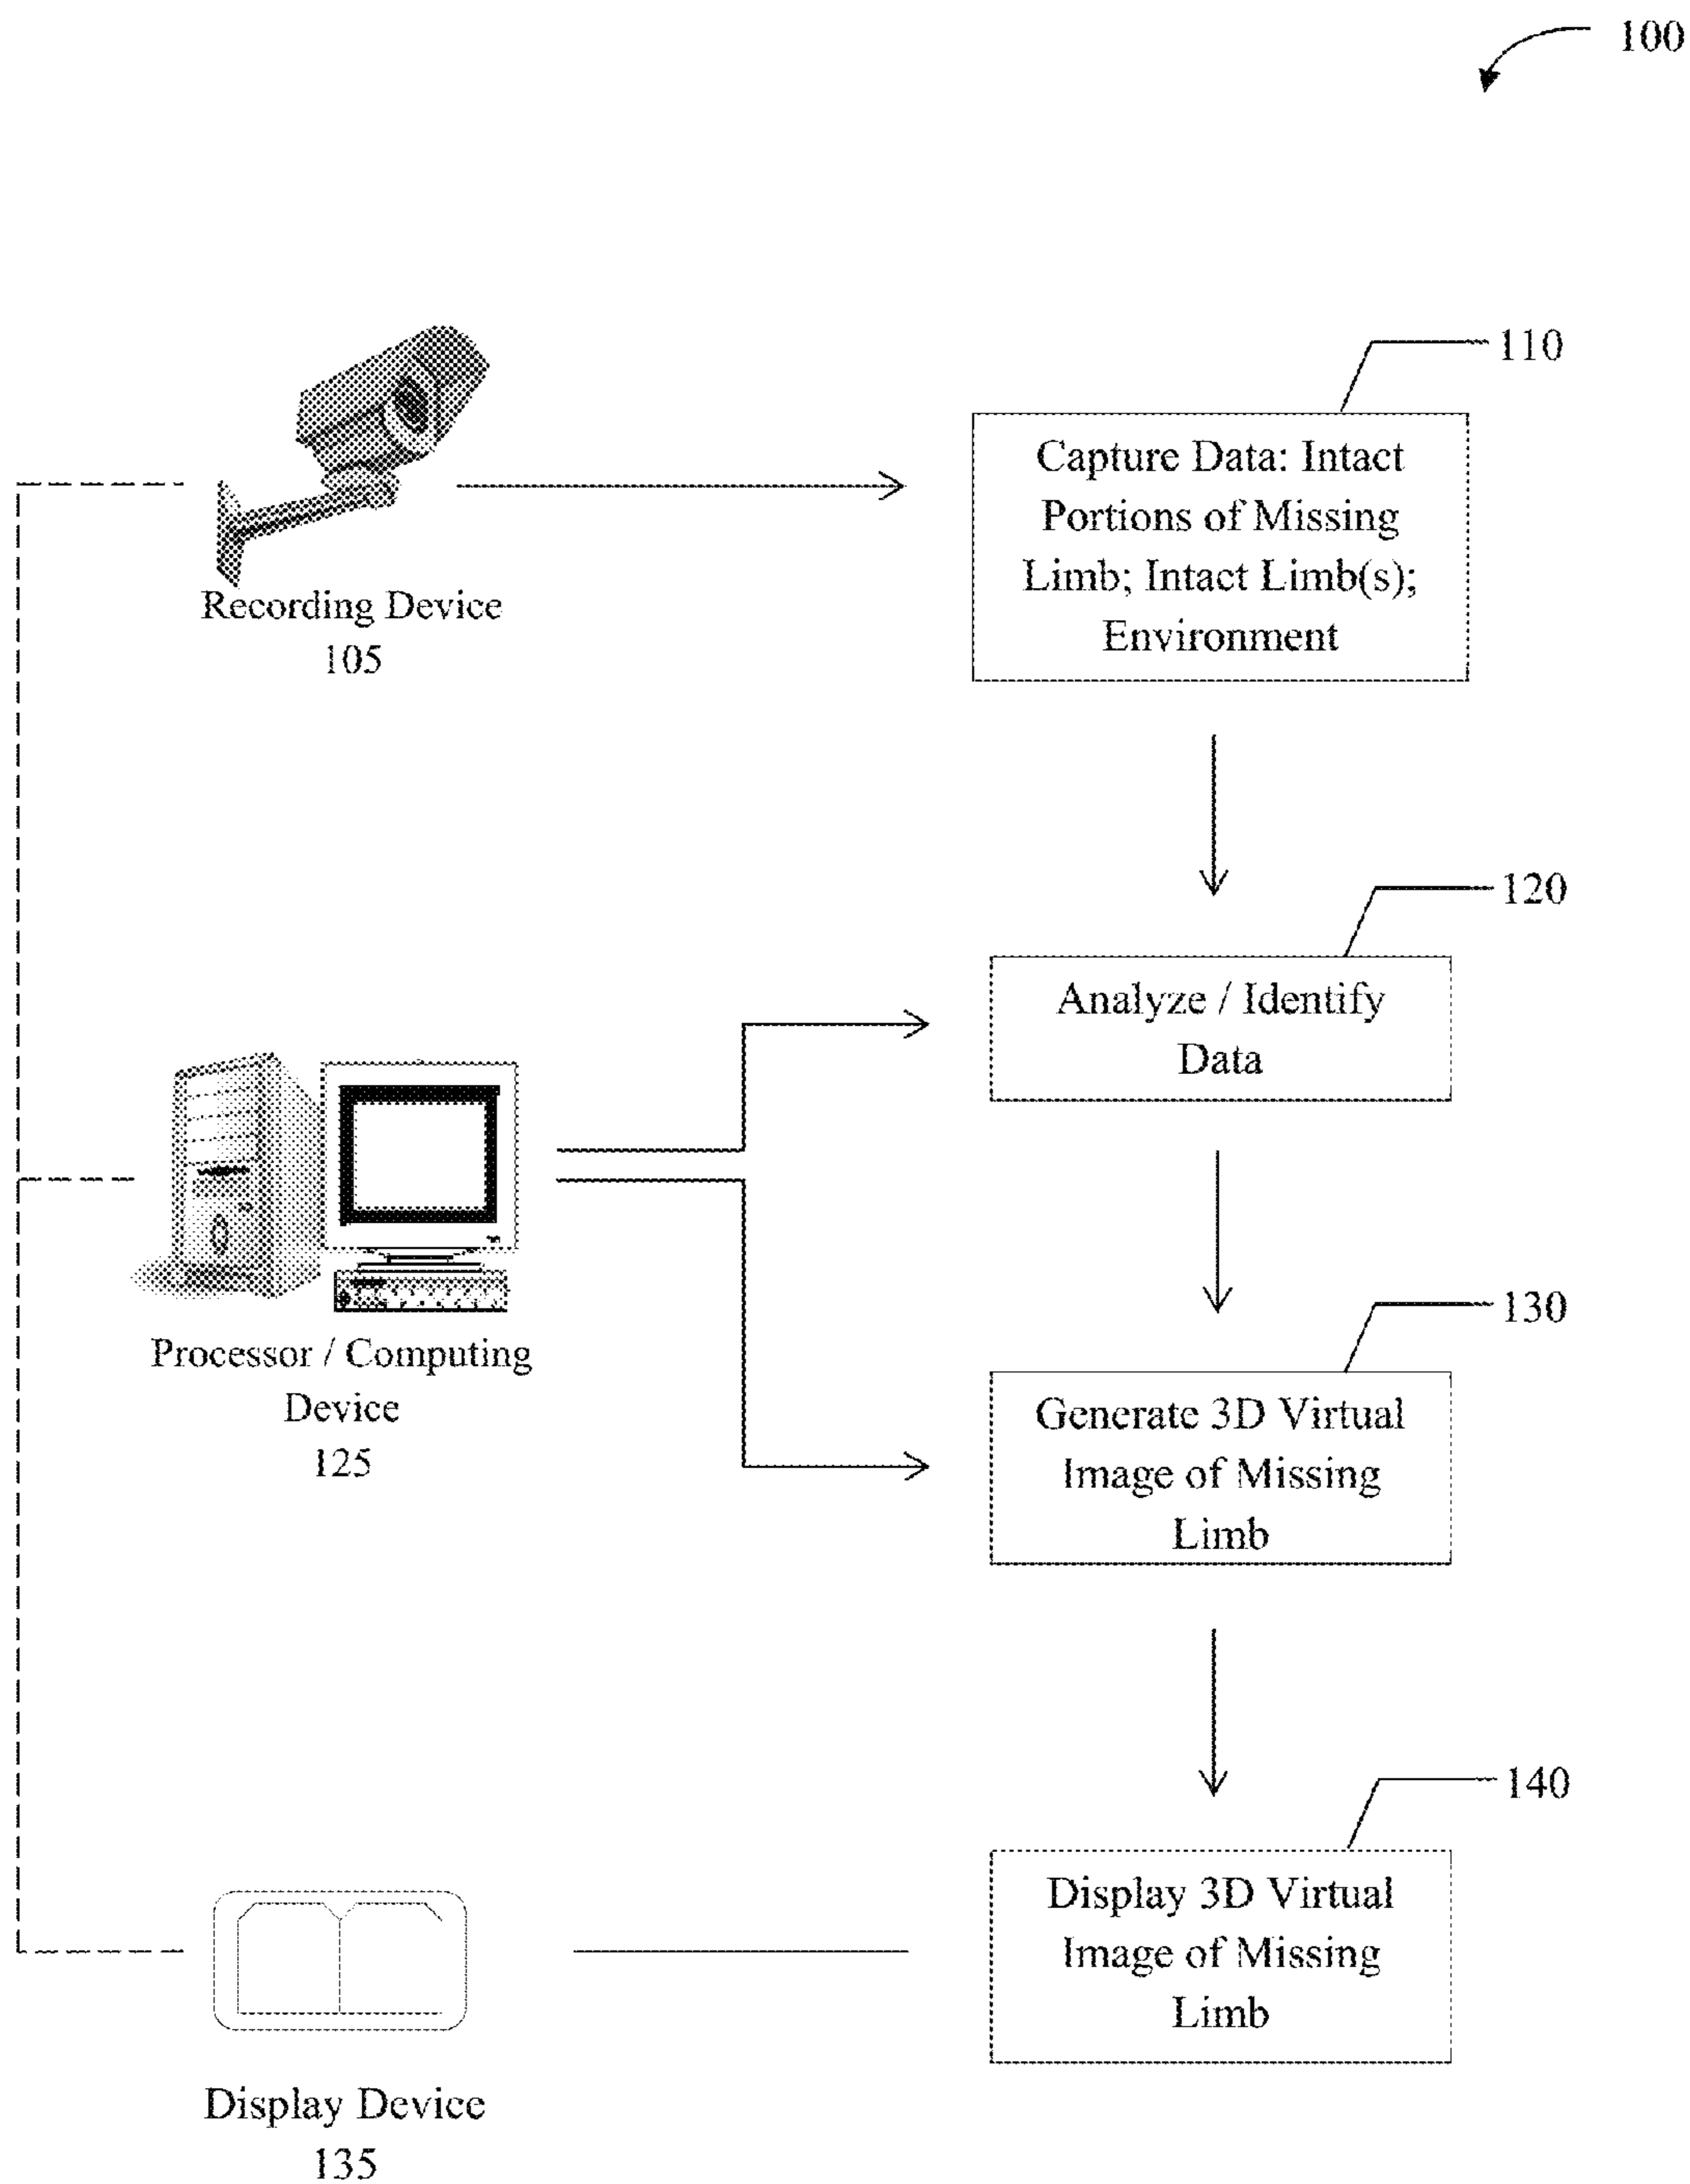 100
110
Capture Data: Intact
Portions of Missing
Limb; Intact Limb(s);
Environment
Recording Device
105
120
Analyze / Identify
Data
Processor / Computing
Device
125
130
Generate 3D Virtual
Image of Missing
Limb
140
Display 3D Virtual
Image of Missing
Limb
Display Device
135